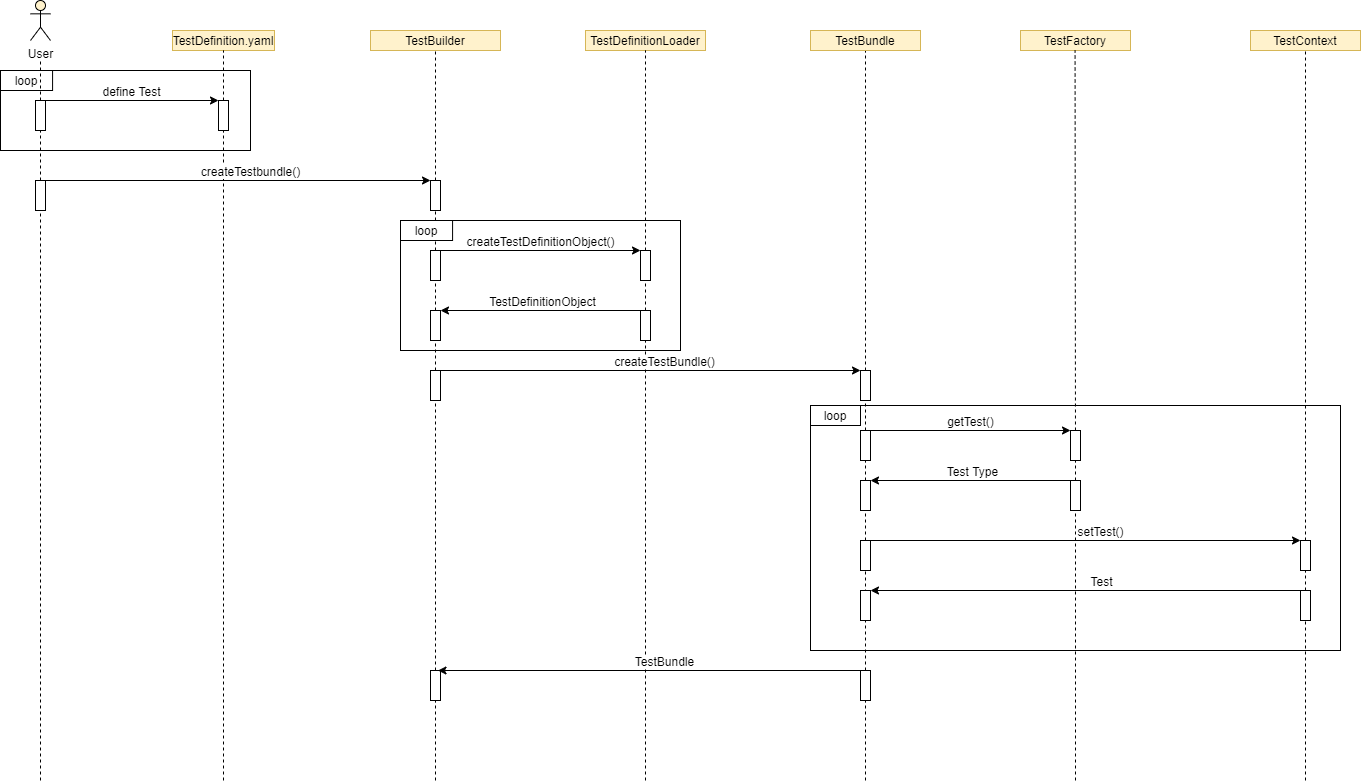 User
TestDefinition.yaml
TestBuilder
TestDefinitionLoader
TestBundle
TestFactory
TestContext
loop
define Test
createTestbundle()
loop
createTestDefinitionObject()
TestDefinitionObject
createTestBundle()
loop
getTest()
Test Type
setTest()
Test
TestBundle